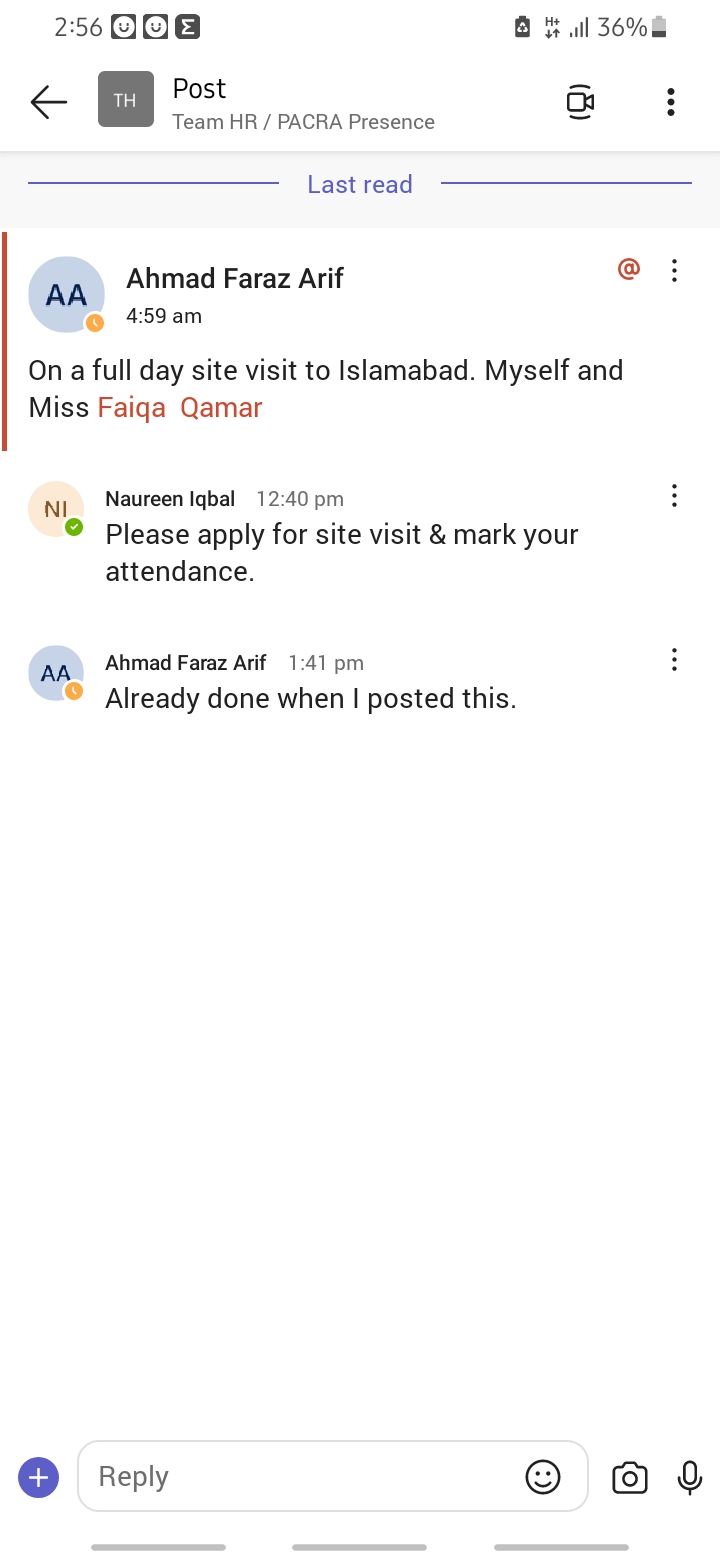 2:56
H+
36%
TH
Post
Team HR / PACRA Presence
Last read
AA
Ahmad Faraz Arif
@
4:59 am
On a full day site visit to Islamabad. Myself and
Miss Faiqa Qamar
NI
Naureen Iqbal 12:40 pm
Please apply for site visit & mark your
attendance.
AA
Ahmad Faraz Arif 1:41 pm
Already done when I posted this.
Reply